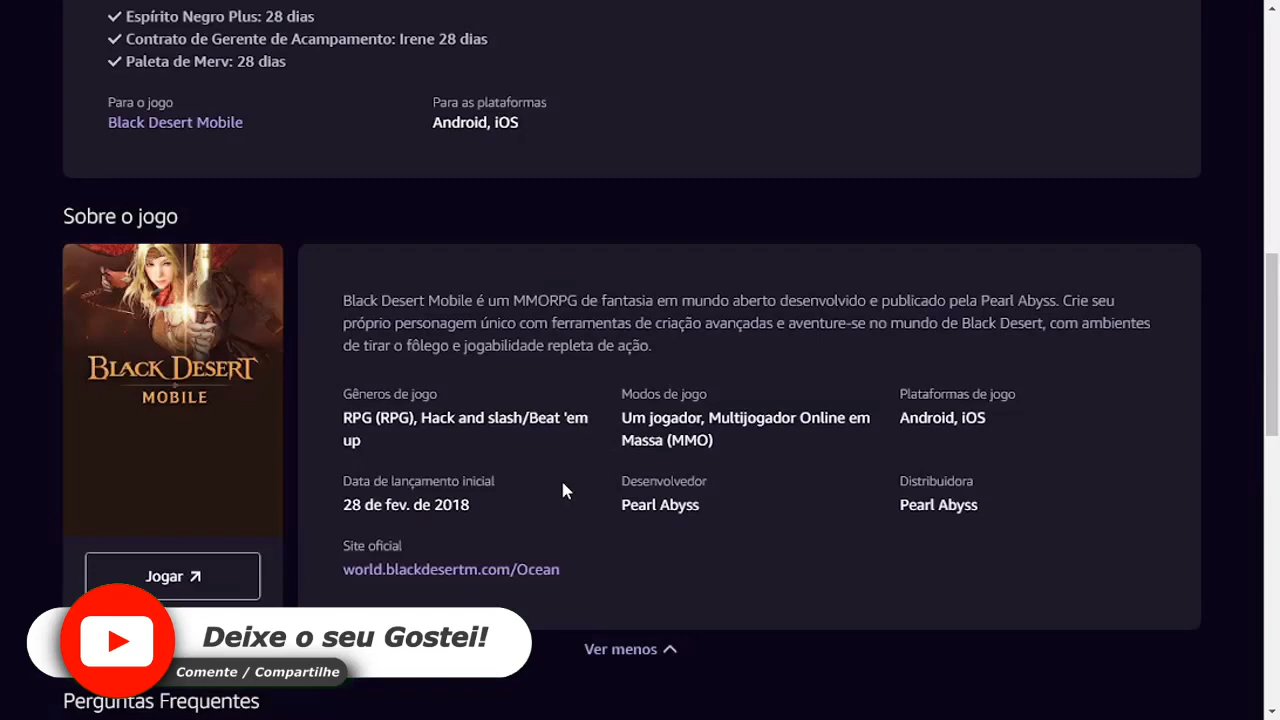 Espírito Negro Plus: 28 dias
Contrato de Gerente de Acampamento: Irene 28 dias
Paleta de Merv: 28 dias
Para o jogo
Black Desert Mobile
Para as plataformas
Android, iOS
Sobre o jogo
BLACK DESERT
MOBILE
Jogar
Black Desert Mobile é um MMORPG de fantasia em mundo aberto desenvolvido e publicado pela Pearl Abyss. Crie seu
próprio personagem único com ferramentas de criação avançadas e aventure-se no mundo de Black Desert, com ambientes
de tirar o fôlego e jogabilidade repleta de ação.
Gêneros de jogo
RPG (RPG), Hack and slash/Beat 'em
up
Modos de jogo
Um jogador, Multijogador Online em
Massa (MMO)
Plataformas de jogo
Android, iOS
Data de lançamento inicial
28 de fev. de 2018
Desenvolvedor
Pearl Abyss
Distribuidora
Pearl Abyss
Site oficial
world.blackdesertm.com/Ocean
Deixe o seu Gostei!
Comente / Compartilhe
Ver menos
Perguntas Frequentes